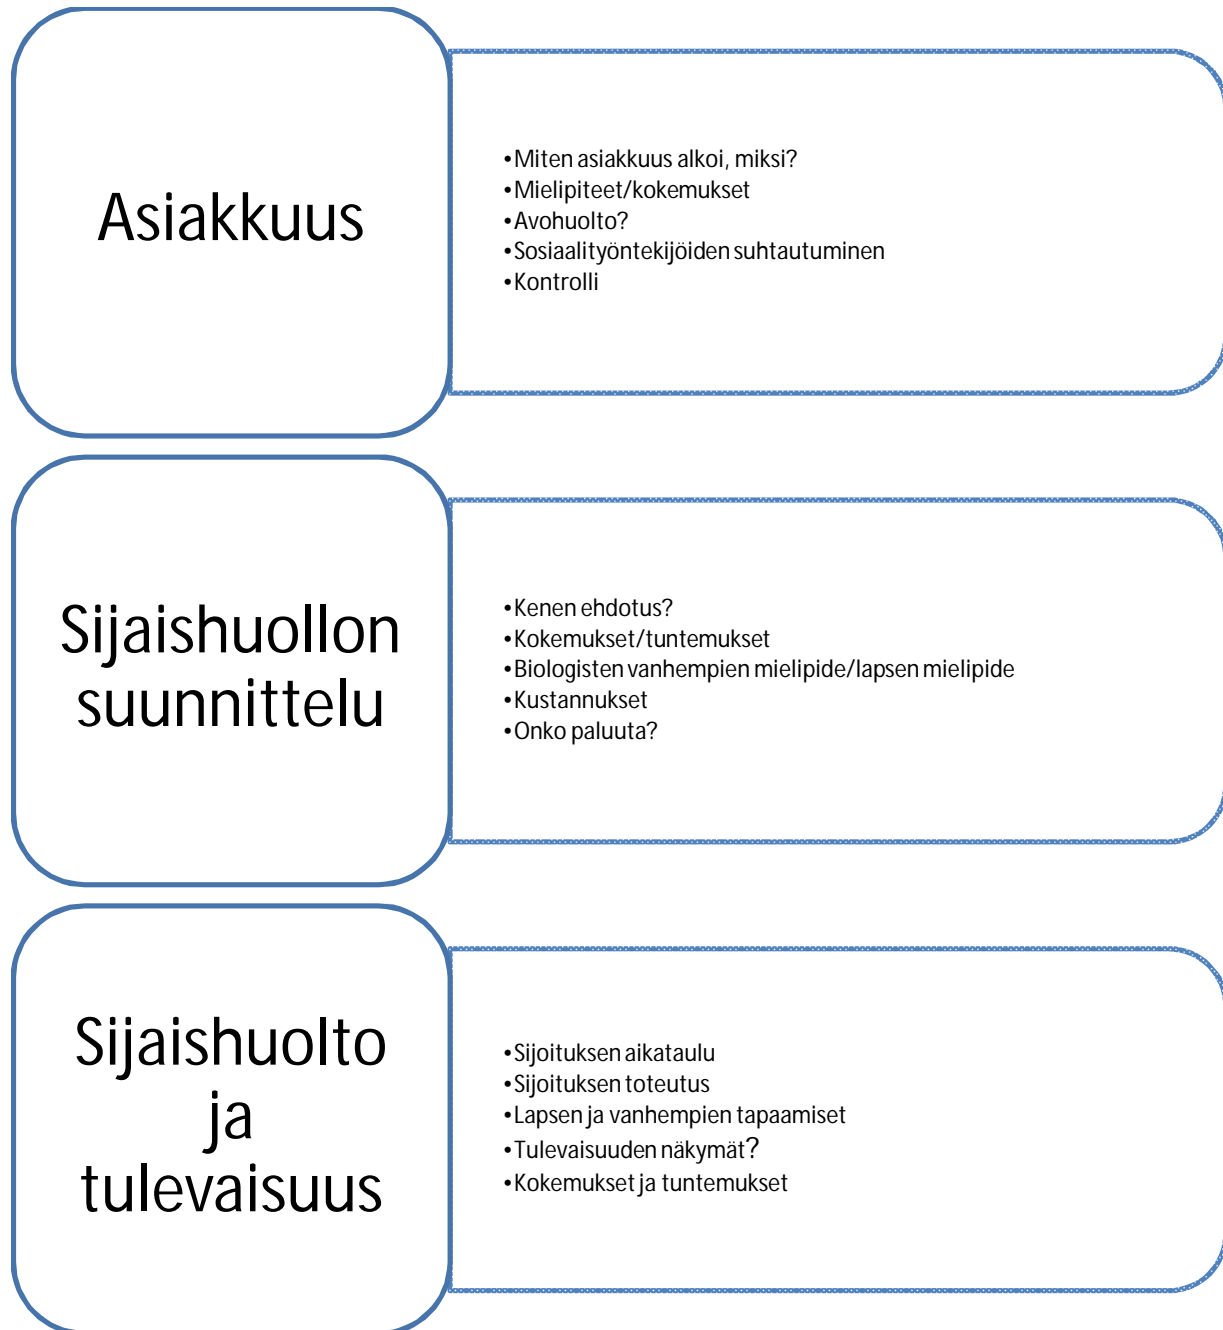 Asiakkuus
•Miten asiakkuus alkoi, miksi?
•Mielipiteet/kokemukset
•Avohuolto?
•Sosiaalityöntekijöiden suhtautuminen
•Kontrolli
Sijaishuollon
suunnittelu
•Kenen ehdotus?
•Kokemukset/tuntemukset
•Biologisten vanhempien mielipide/lapsen mielipide
•Kustannukset
•Onko paluuta?
Sijaishuolto
ja
tulevaisuus
•Sijoituksen aikataulu
•Sijoituksen toteutus
•Lapsen ja vanhempien tapaamiset
•Tulevaisuuden näkymät?
•Kokemukset ja tuntemukset